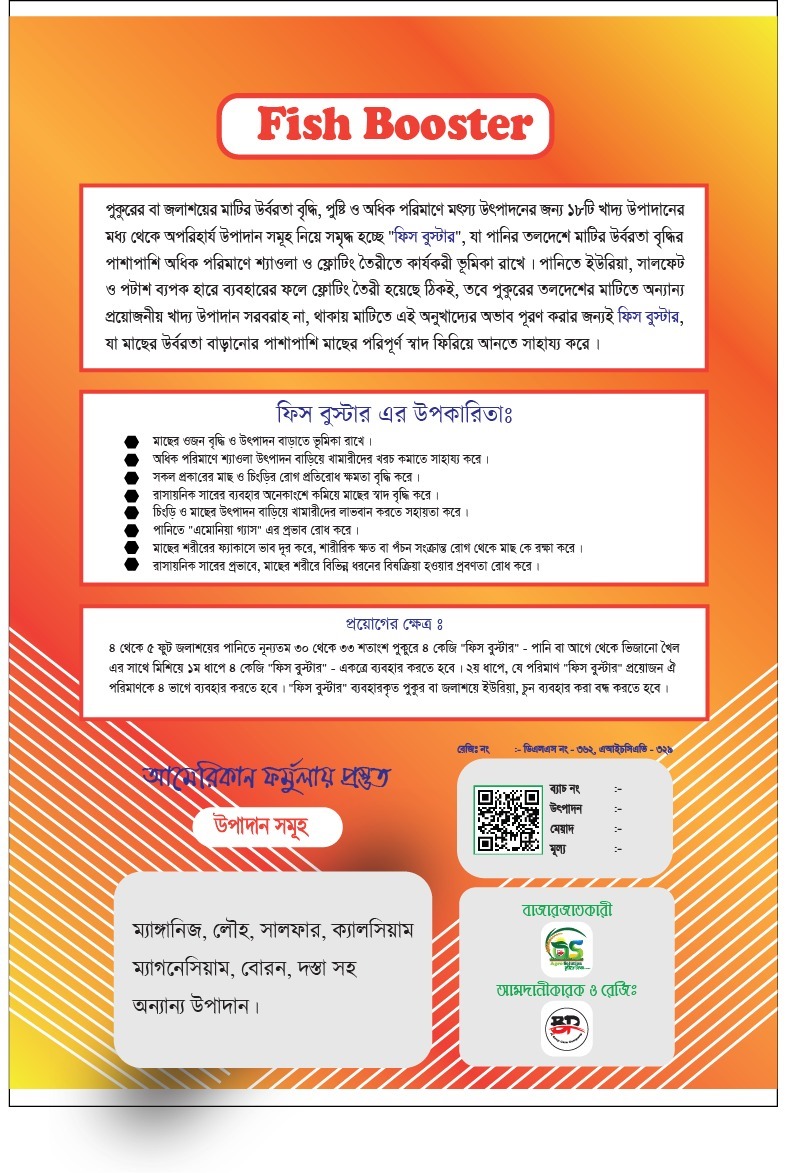 Fish Booster
পুকুরের বা জলাশয়ের মাটির উর্বরতা বৃদ্ধি, পুষ্টি ও অধিক পরিমাণে মৎস্য উৎপাদনের জন্য ১৮টি খাদ্য উপাদানের
মধ্য থেকে অপরিহার্য উপাদান সমূহ নিয়ে সমৃদ্ধ হচ্ছে "ফিস বুস্টার", যা পানির তলদেশে মাটির উর্বরতা বৃদ্ধির
পাশাপাশি অধিক পরিমাণে শ্যাওলা ও ফ্লোটিং তৈরীতে কার্যকরী ভূমিকা রাখে। পানিতে ইউরিয়া, সালফেট
ও পটাশ ব্যপক হারে ব্যবহারের ফলে ফ্লোটিং তৈরী হয়েছে ঠিকই, তবে পুকুরের তলদেশের মাটিতে অন্যান্য
প্রয়োজনীয় খাদ্য উপাদান সরবরাহ না, থাকায় মাটিতে এই অনুখাদ্যের অভাব পূরণ করার জন্যই ফিস বুস্টার,
যা মাছের উর্বরতা বাড়ানোর পাশাপাশি মাছের পরিপূর্ণ স্বাদ ফিরিয়ে আনতে সাহায্য করে।
ফিস বুস্টার এর উপকারিতাঃ
মাছের ওজন বৃদ্ধি ও উৎপাদন বাড়াতে ভূমিকা রাখে।
অধিক পরিমাণে শ্যাওলা উৎপাদন বাড়িয়ে খামারীদের খরচ কমাতে সাহায্য করে।
সকল প্রকারের মাছ ও চিংড়ির রোগ প্রতিরোধ ক্ষমতা বৃদ্ধি করে।
রাসায়নিক সারের ব্যবহার অনেকাংশে কমিয়ে মাছের স্বাদ বৃদ্ধি করে।
চিংড়ি ও মাছের উৎপাদন বাড়িয়ে খামারীদের লাভবান করতে সহায়তা করে।
পানিতে "এমোনিয়া গ্যাস" এর প্রভাব রোধ করে।
মাছের শরীরের ফ্যাকাসে ভাব দূর করে, শারীরিক ক্ষত বা পঁচন সংক্রান্ত রোগ থেকে মাছ কে রক্ষা করে।
রাসায়নিক সারের প্রভাবে, মাছের শরীরে বিভিন্ন ধরনের বিষক্রিয়া হওয়ার প্রবণতা রোধ করে।
প্রয়োগের ক্ষেত্র ঃ
৪ থেকে ৫ ফুট জলাশয়ের পানিতে নূন্যতম ৩০ থেকে ৩৩ শতাংশ পুকুরে ৪ কেজি "ফিস বুস্টার" - পানি বা আগে থেকে ভিজানো খৈল
এর সাথে মিশিয়ে ১ম ধাপে ৪ কেজি "ফিস বুস্টার" - একত্রে ব্যবহার করতে হবে। ২য় ধাপে, যে পরিমাণ "ফিস বুস্টার" প্রয়োজন ঐ
পরিমাণকে ৪ ভাগে ব্যবহার করতে হবে। "ফিস বুস্টার" ব্যবহারকৃত পুকুর বা জলাশয়ে ইউরিয়া, চুন ব্যবহার করা বন্ধ করতে হবে।
রেজিঃ নং :- ডিএলএস নং - ৩৬২, এআইচসিএভি - ৩২৯
আমেরিকান ফর্মুলায় প্রস্তুত
উপাদান সমূহ
ব্যাচ নং :-
উৎপাদন :-
মেয়াদ :-
মূল্য :-
ম্যাঙ্গানিজ, লৌহ, সালফার, ক্যালসিয়াম
ম্যাগনেসিয়াম, বোরন, দস্তা সহ
অন্যান্য উপাদান।
বাজারজাতকারী
আমদানীকারক ও রেজিঃ